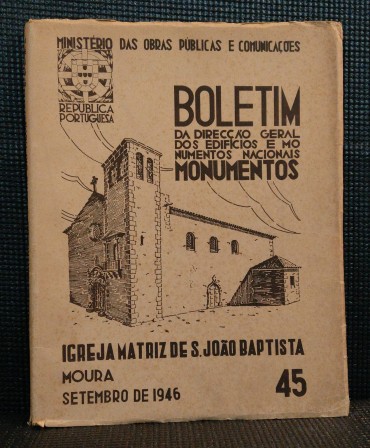 MINISTÉRIO DAS OBRAS PÚBLICAS E COMUNICAÇÕES
REPÚBLICA
PORTUGUESA
BOLETIM
DA DIRECÇÃO GERAL
DOS EDIFÍCIOS E MO
NUMENTOS NACIONAIS
MONUMENTOS
IGREJA MATRIZ DE S. JOÃO BAPTISTA
MOURA
SETEMBRO DE 1946
45